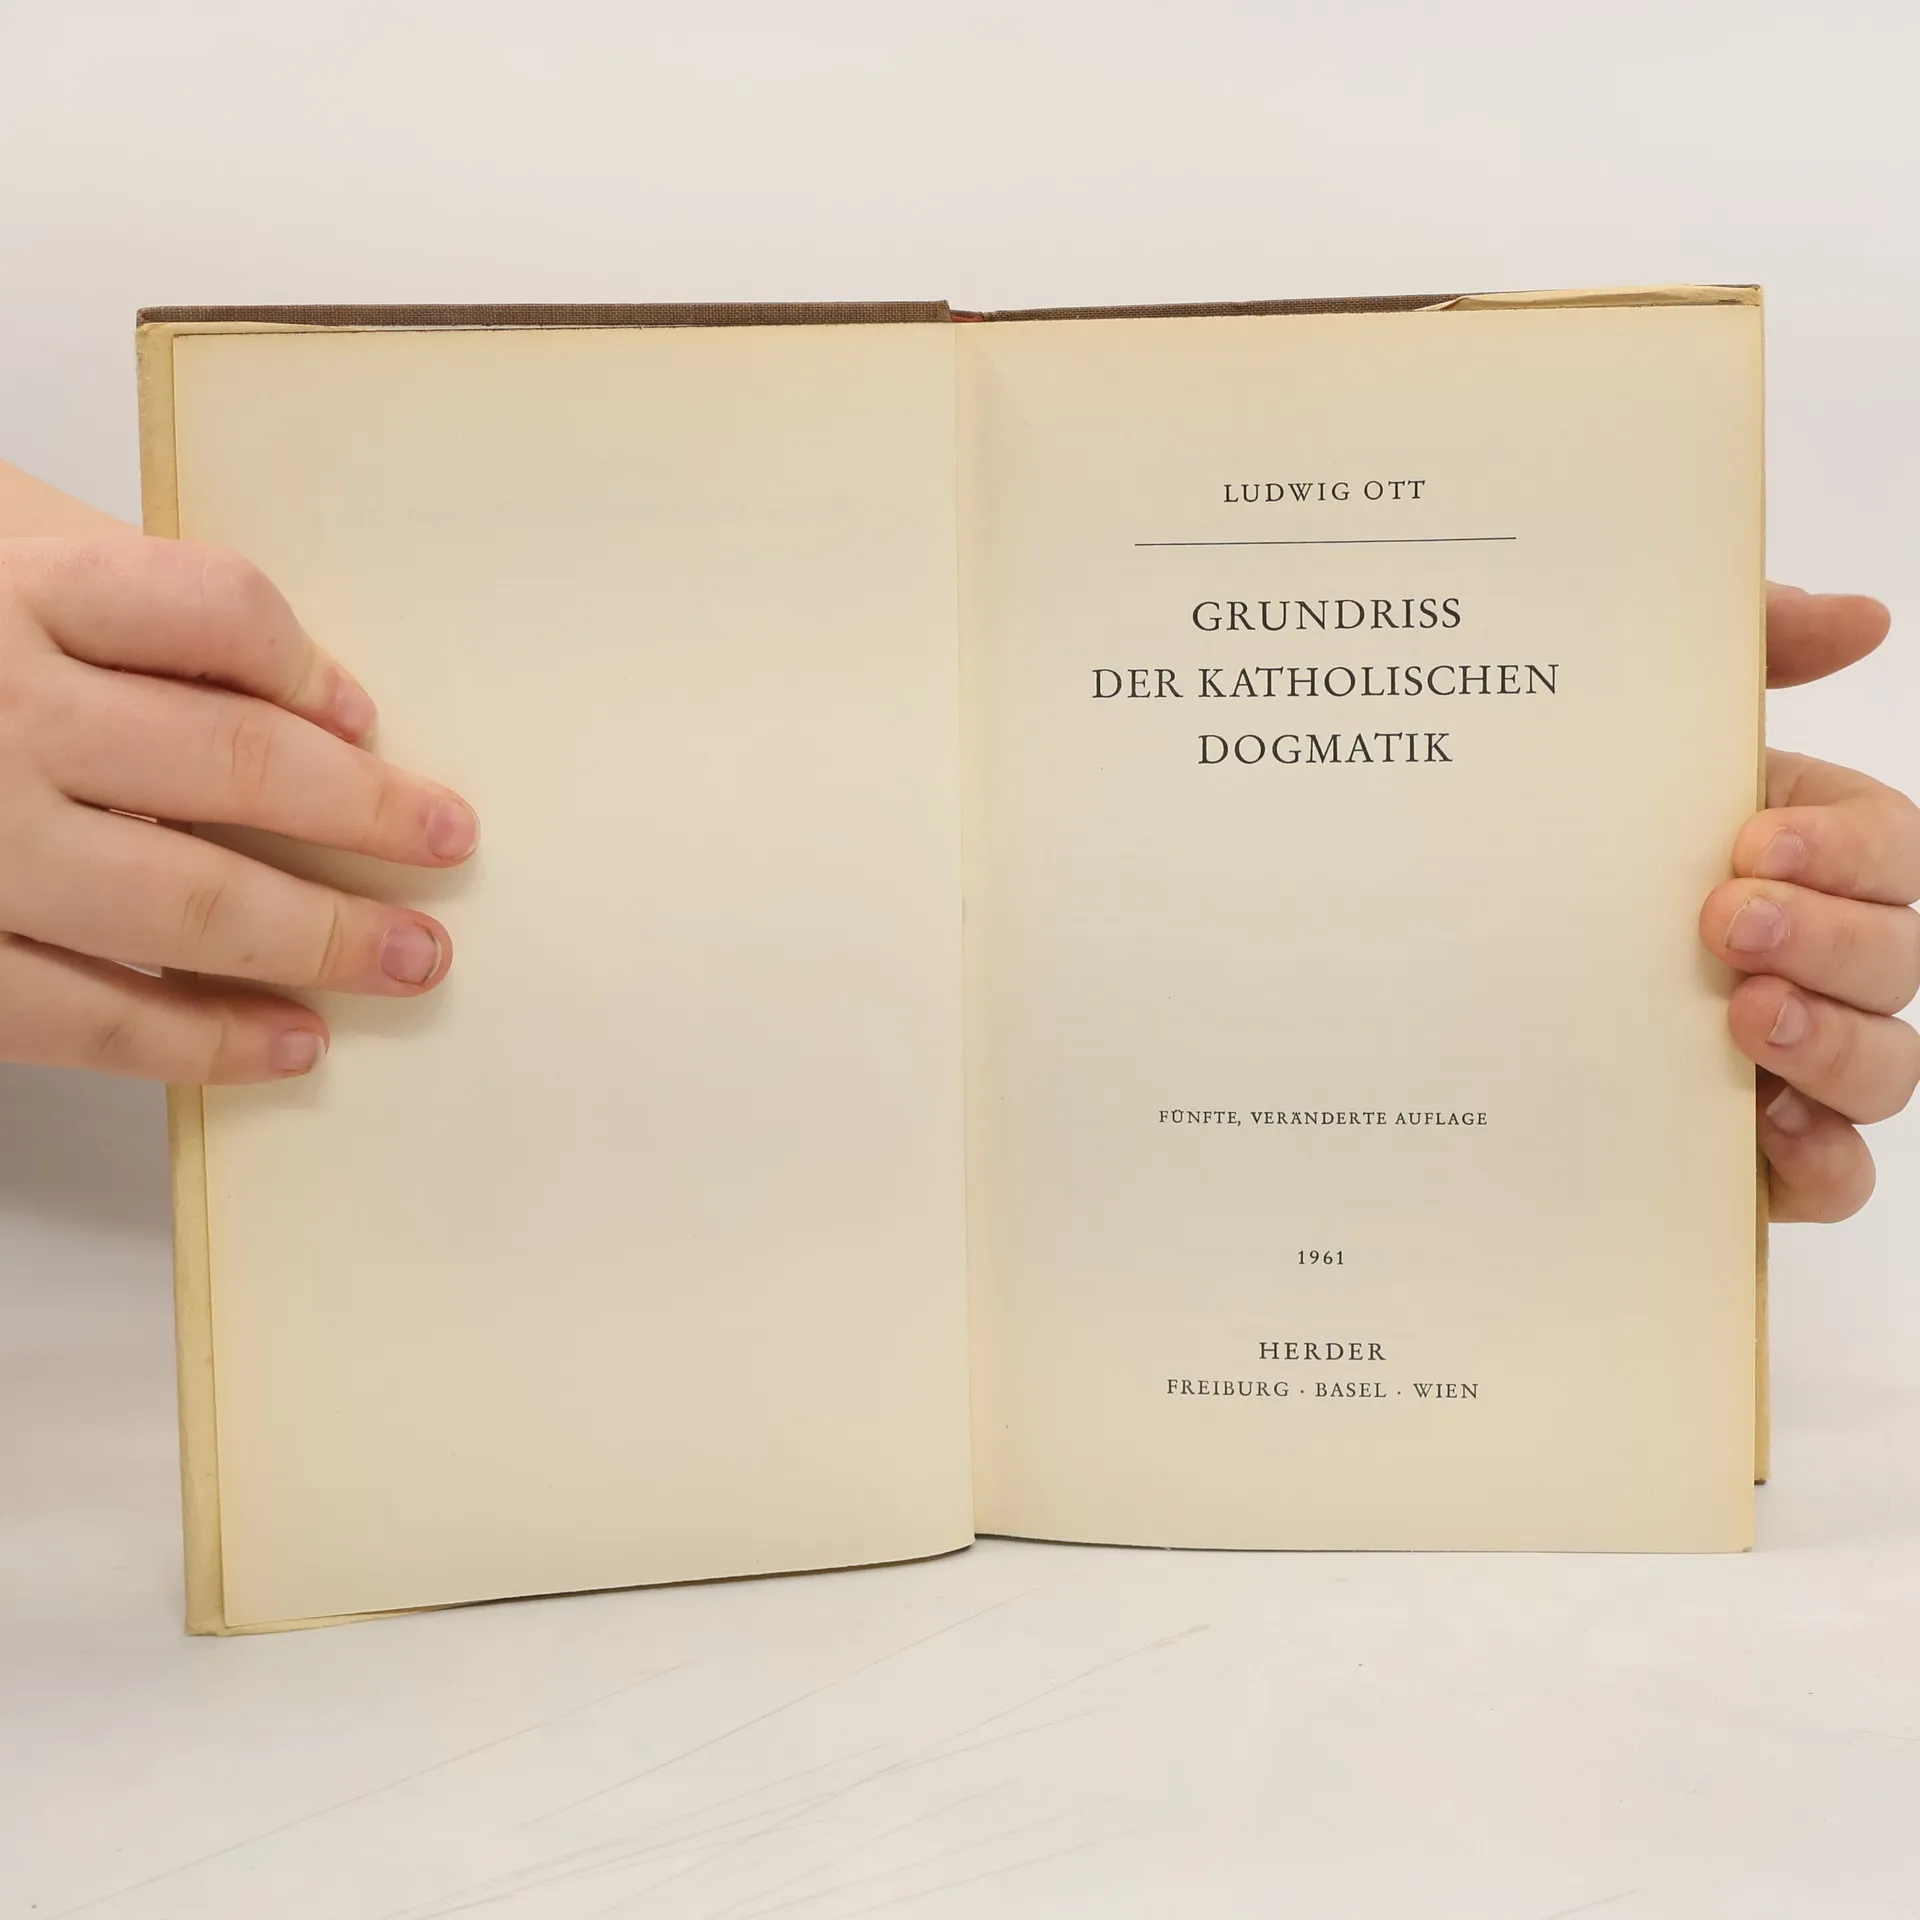 LUDWIG OTT
GRUNDRISS
DER KATHOLISCHEN
DOGMATIK
FÜNFTE, VERÄNDERTE AUFLAGE
1961
HERDER
FREIBURG · BASEL · WIEN